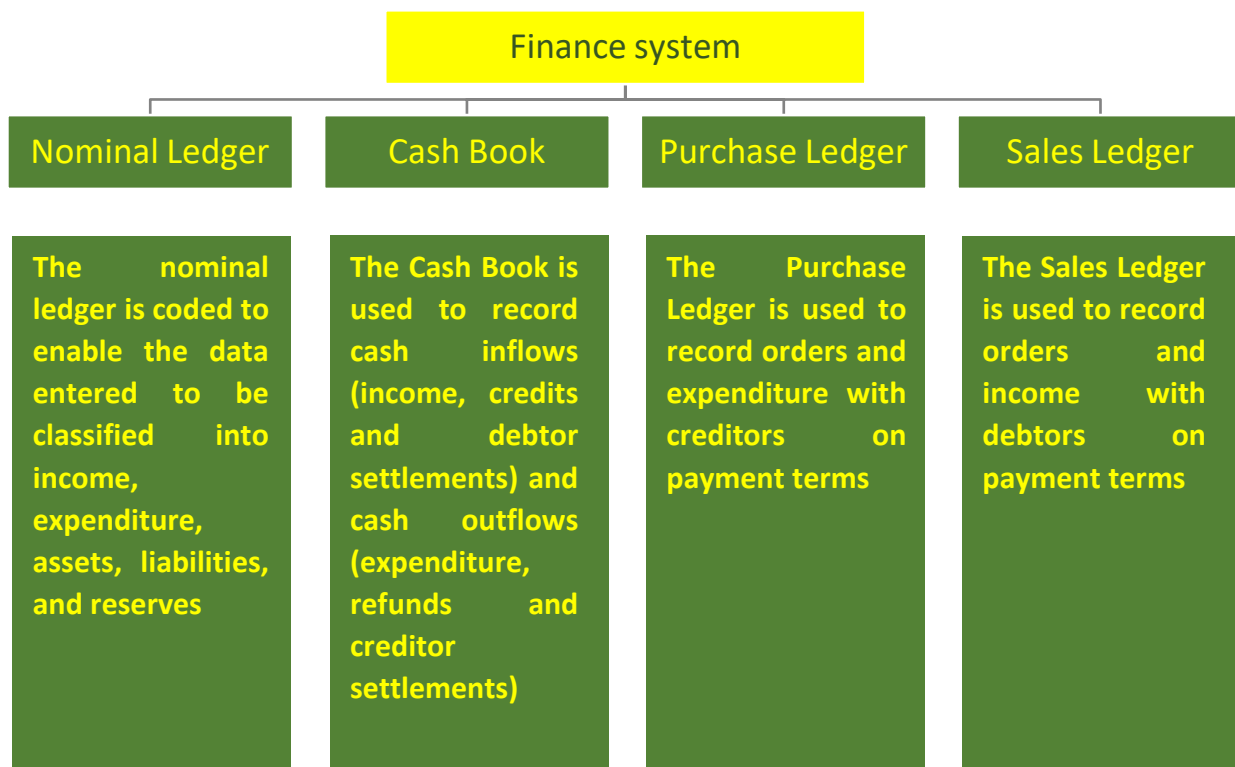 Finance system
Nominal Ledger
Cash Book
Purchase Ledger
Sales Ledger
The nominal
ledger is coded to
enable the data
entered to be
classified into
income,
expenditure,
assets, liabilities,
and reserves
The Cash Book is
used to record
cash inflows
(income, credits
and debtor
settlements) and
cash outflows
(expenditure,
refunds and
creditor
settlements)
The Purchase
Ledger is used to
record orders and
expenditure with
creditors on
payment terms
The Sales Ledger
is used to record
orders and
income with
debtors on
payment terms